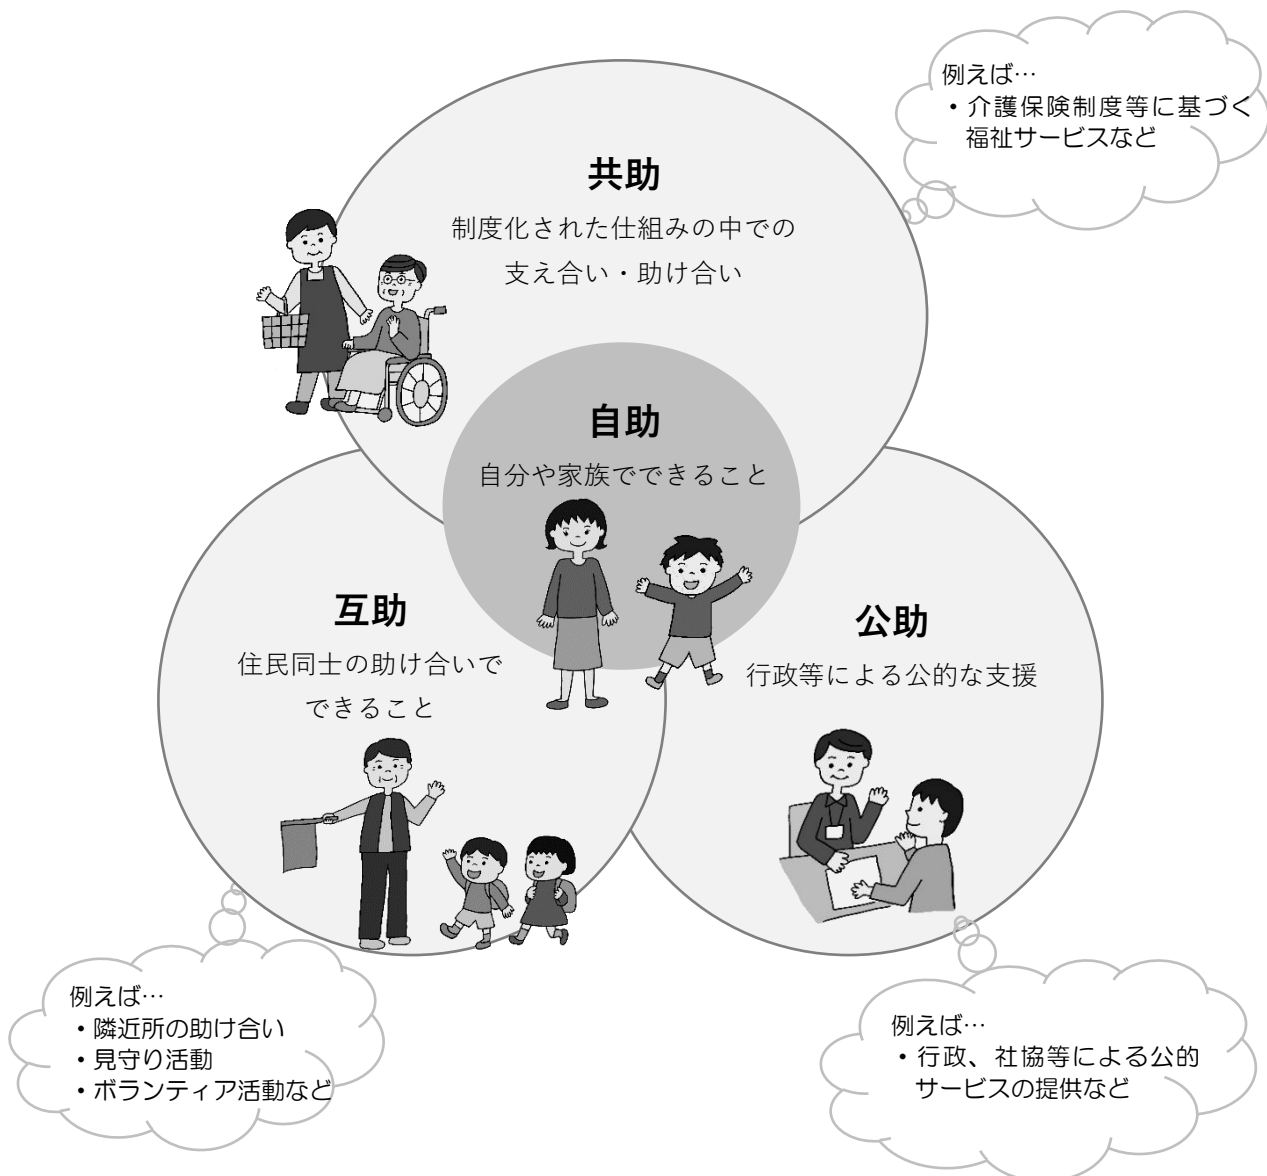 例えば…
・介護保険制度等に基づく
福祉サービスなど
共助
制度化された仕組みの中での
支え合い・助け合い
自助
自分や家族でできること
互助
住民同士の助け合いで
できること
公助
行政等による公的な支援
例えば…
・隣近所の助け合い
・見守り活動
・ボランティア活動など
例えば…
・行政、社協等による公的
サービスの提供など